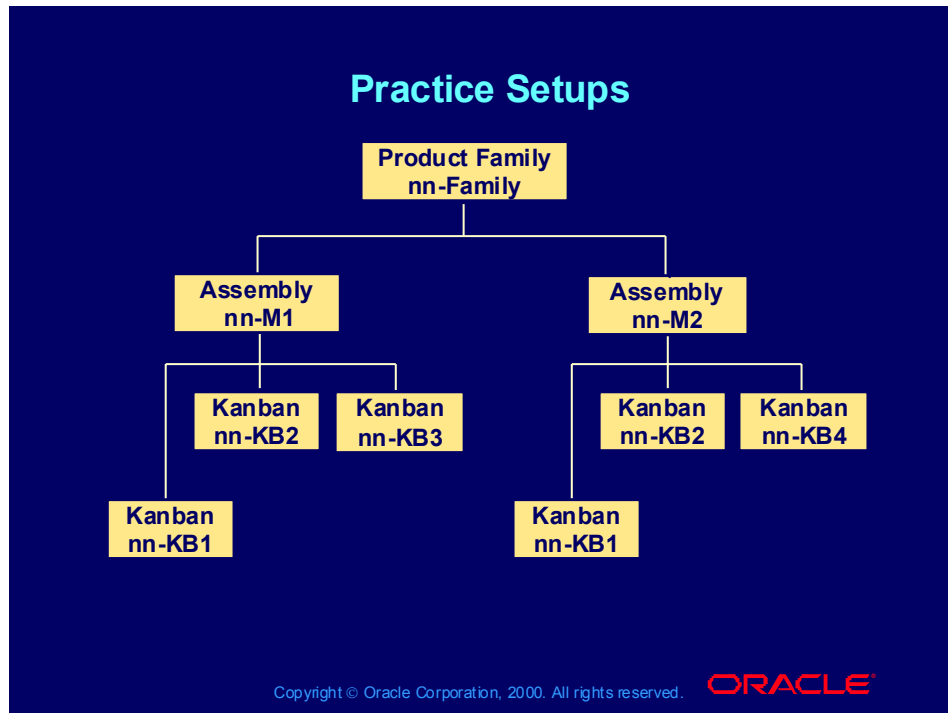 Practice Setups
Product Family
nn-Family
Assembly
nn-M1
Assembly
nn-M2
Kanban
nn-KB2
Kanban
nn-KB3
Kanban
nn-KB2
Kanban
nn-KB4
Kanban
nn-KB1
Kanban
nn-KB1
Copyright © Oracle Corporation, 2000. All rights reserved.
ORACLE®